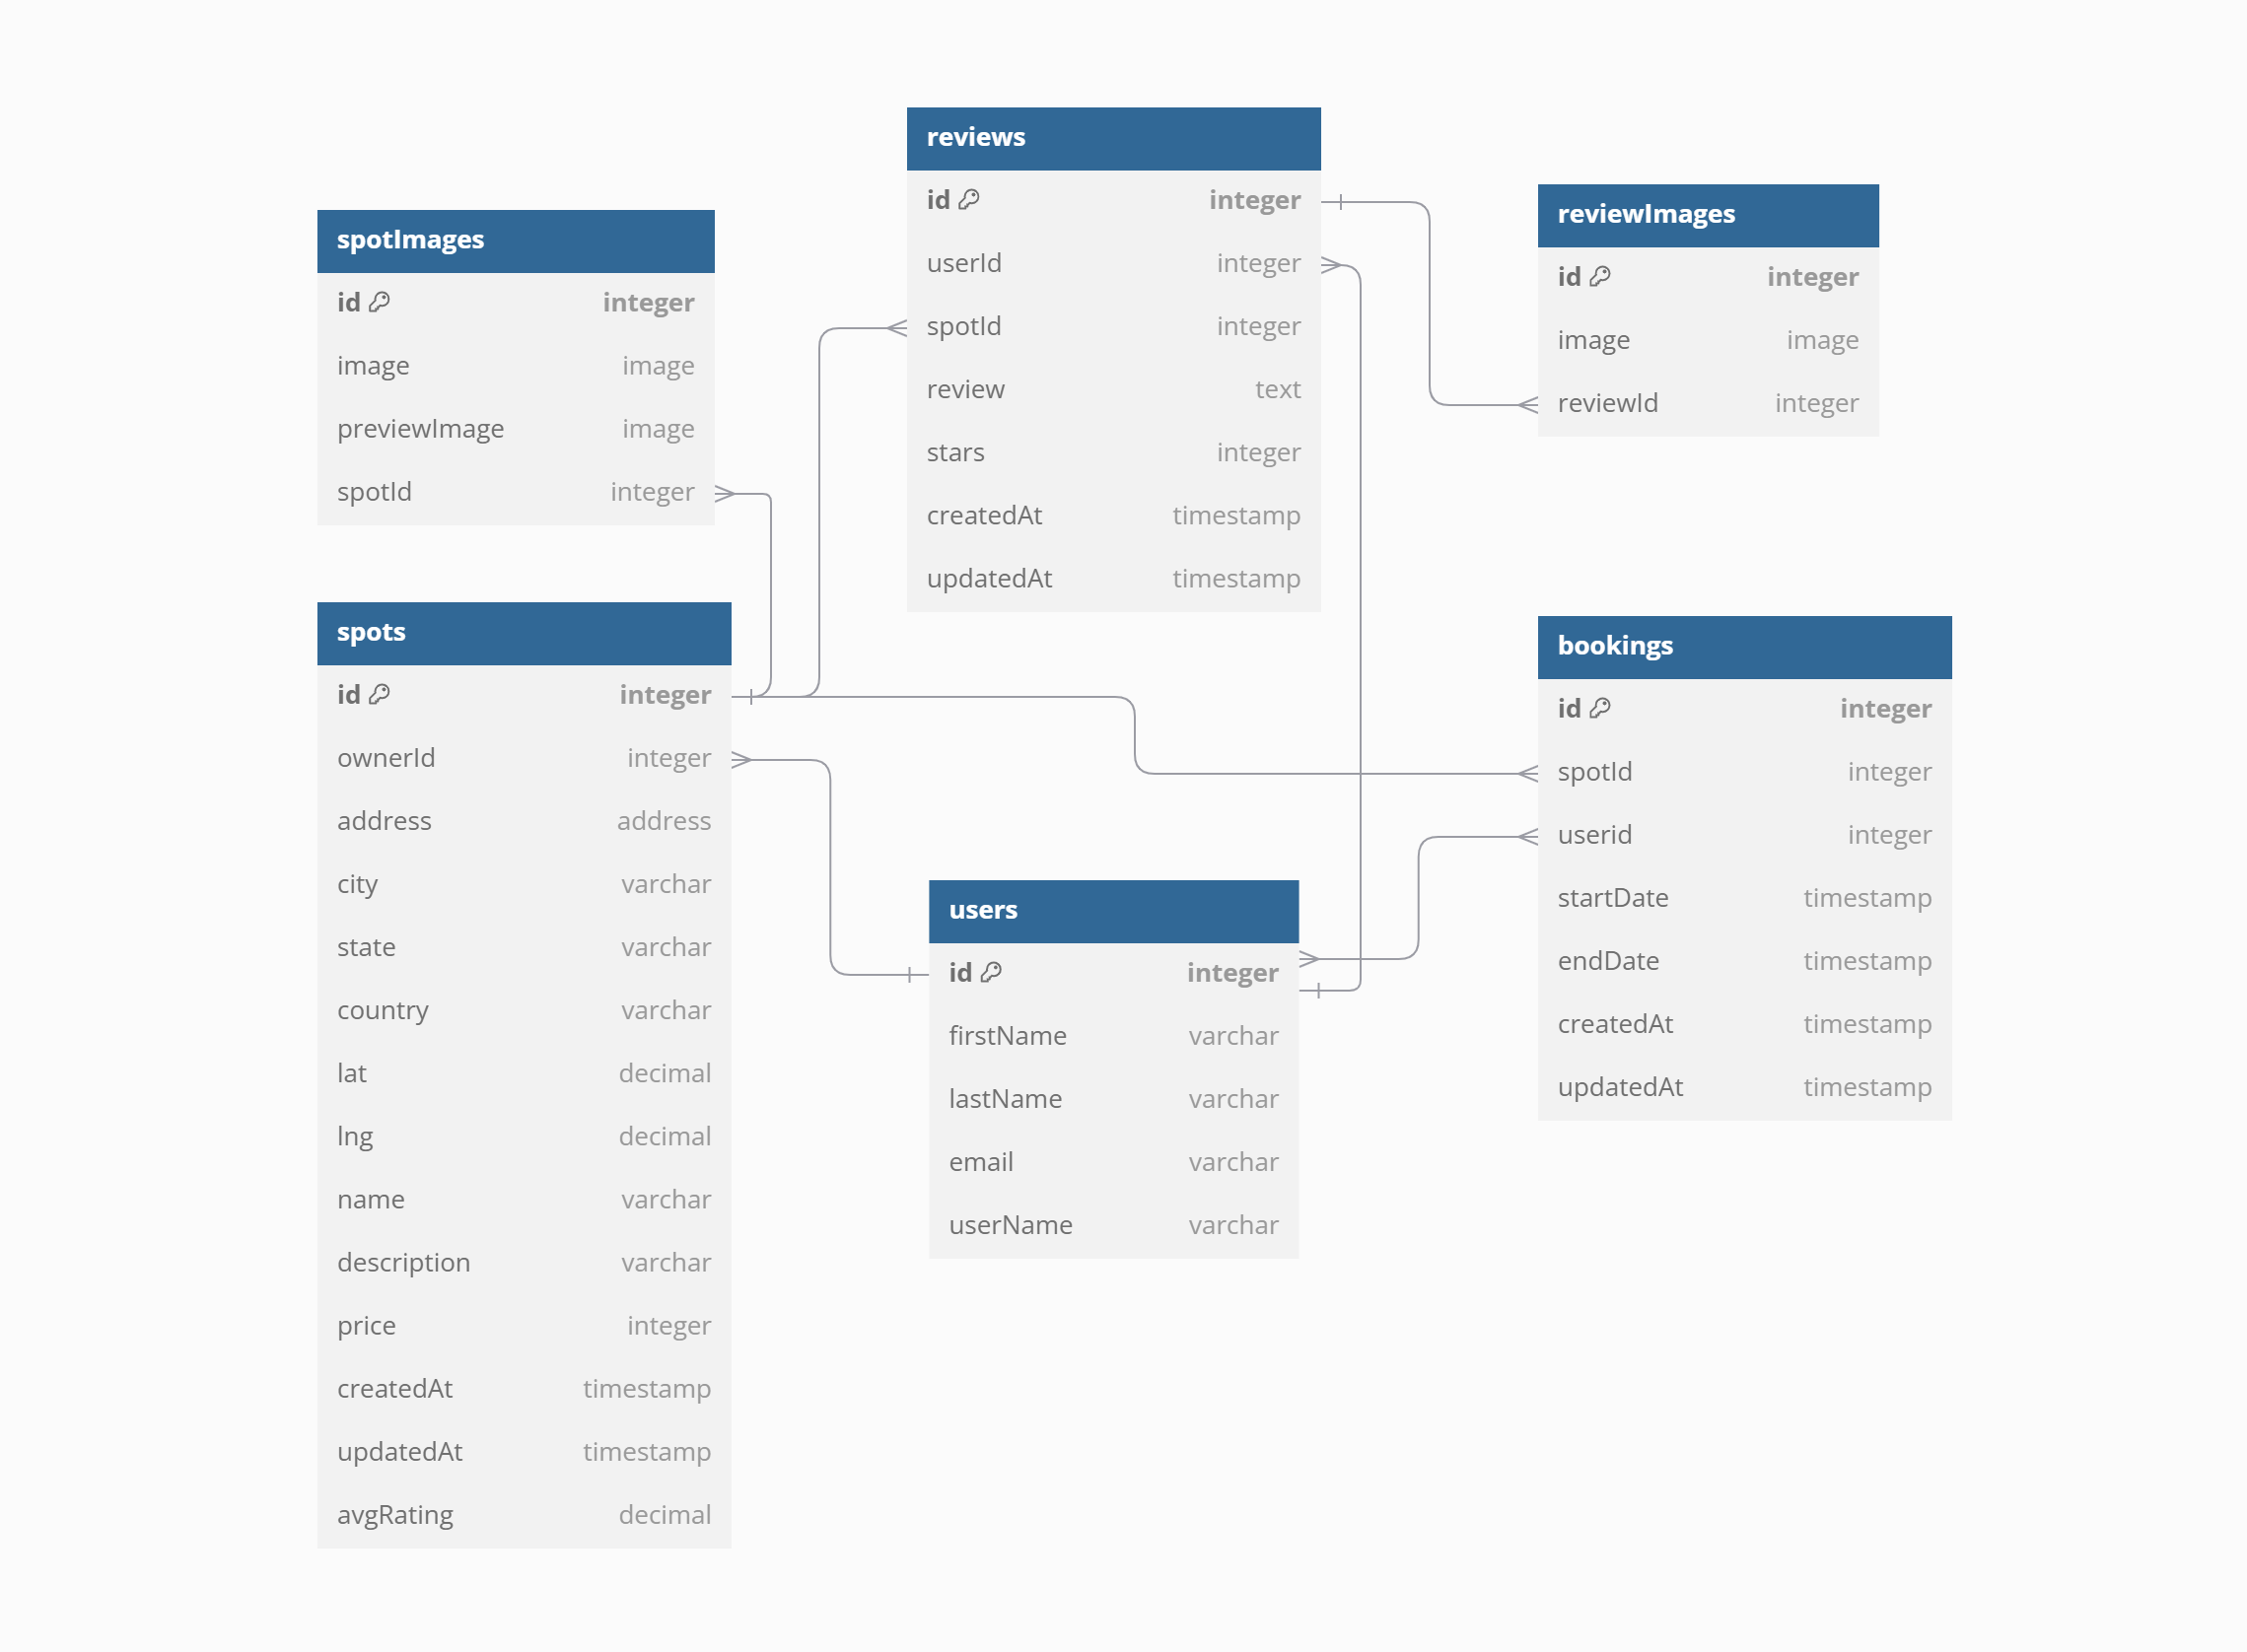 spotImages
id integer
image image
previewImage image
spotId integer
spots
id integer
ownerId integer
address address
city varchar
state varchar
country varchar
lat decimal
lng decimal
name varchar
description varchar
price integer
createdAt timestamp
updatedAt timestamp
avgRating decimal
reviews
id integer
userId integer
spotId integer
review text
stars integer
createdAt timestamp
updatedAt timestamp
users
id integer
firstName varchar
lastName varchar
email varchar
userName varchar
reviewImages
id integer
image image
reviewId integer
bookings
id integer
spotId integer
userid integer
startDate timestamp
endDate timestamp
createdAt timestamp
updatedAt timestamp